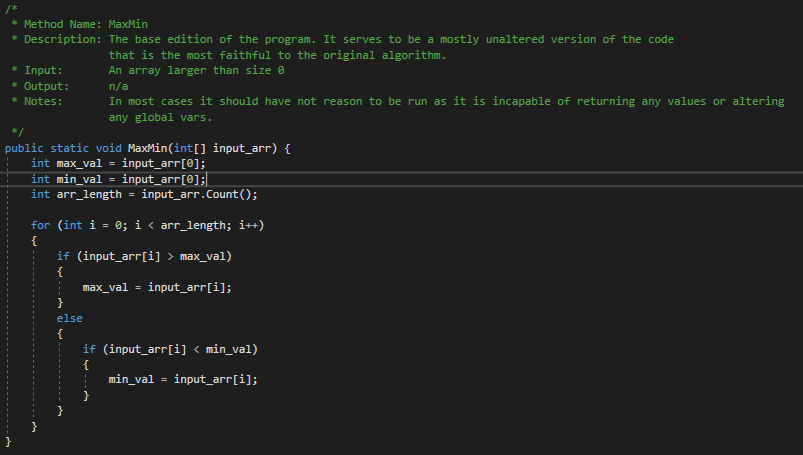 /*
 * Method Name: MaxMin
 * Description: The base edition of the program. It serves to be a mostly unaltered version of the code
                that is the most faithful to the original algorithm.
 * Input:       An array larger than size 0
 * Output:      n/a
 * Notes:       In most cases it should have not reason to be run as it is incapable of returning any values or altering
                any global vars.
 */
public static void MaxMin(int[] input_arr) {
    int max_val = input_arr[0];
    int min_val = input_arr[0];
    int arr_length = input_arr.Count();

    for (int i = 0; i < arr_length; i++)
    {
        if (input_arr[i] > max_val)
        {
            max_val = input_arr[i];
        }
        else
        {
            if (input_arr[i] < min_val)
            {
                min_val = input_arr[i];
            }
        }
    }
}